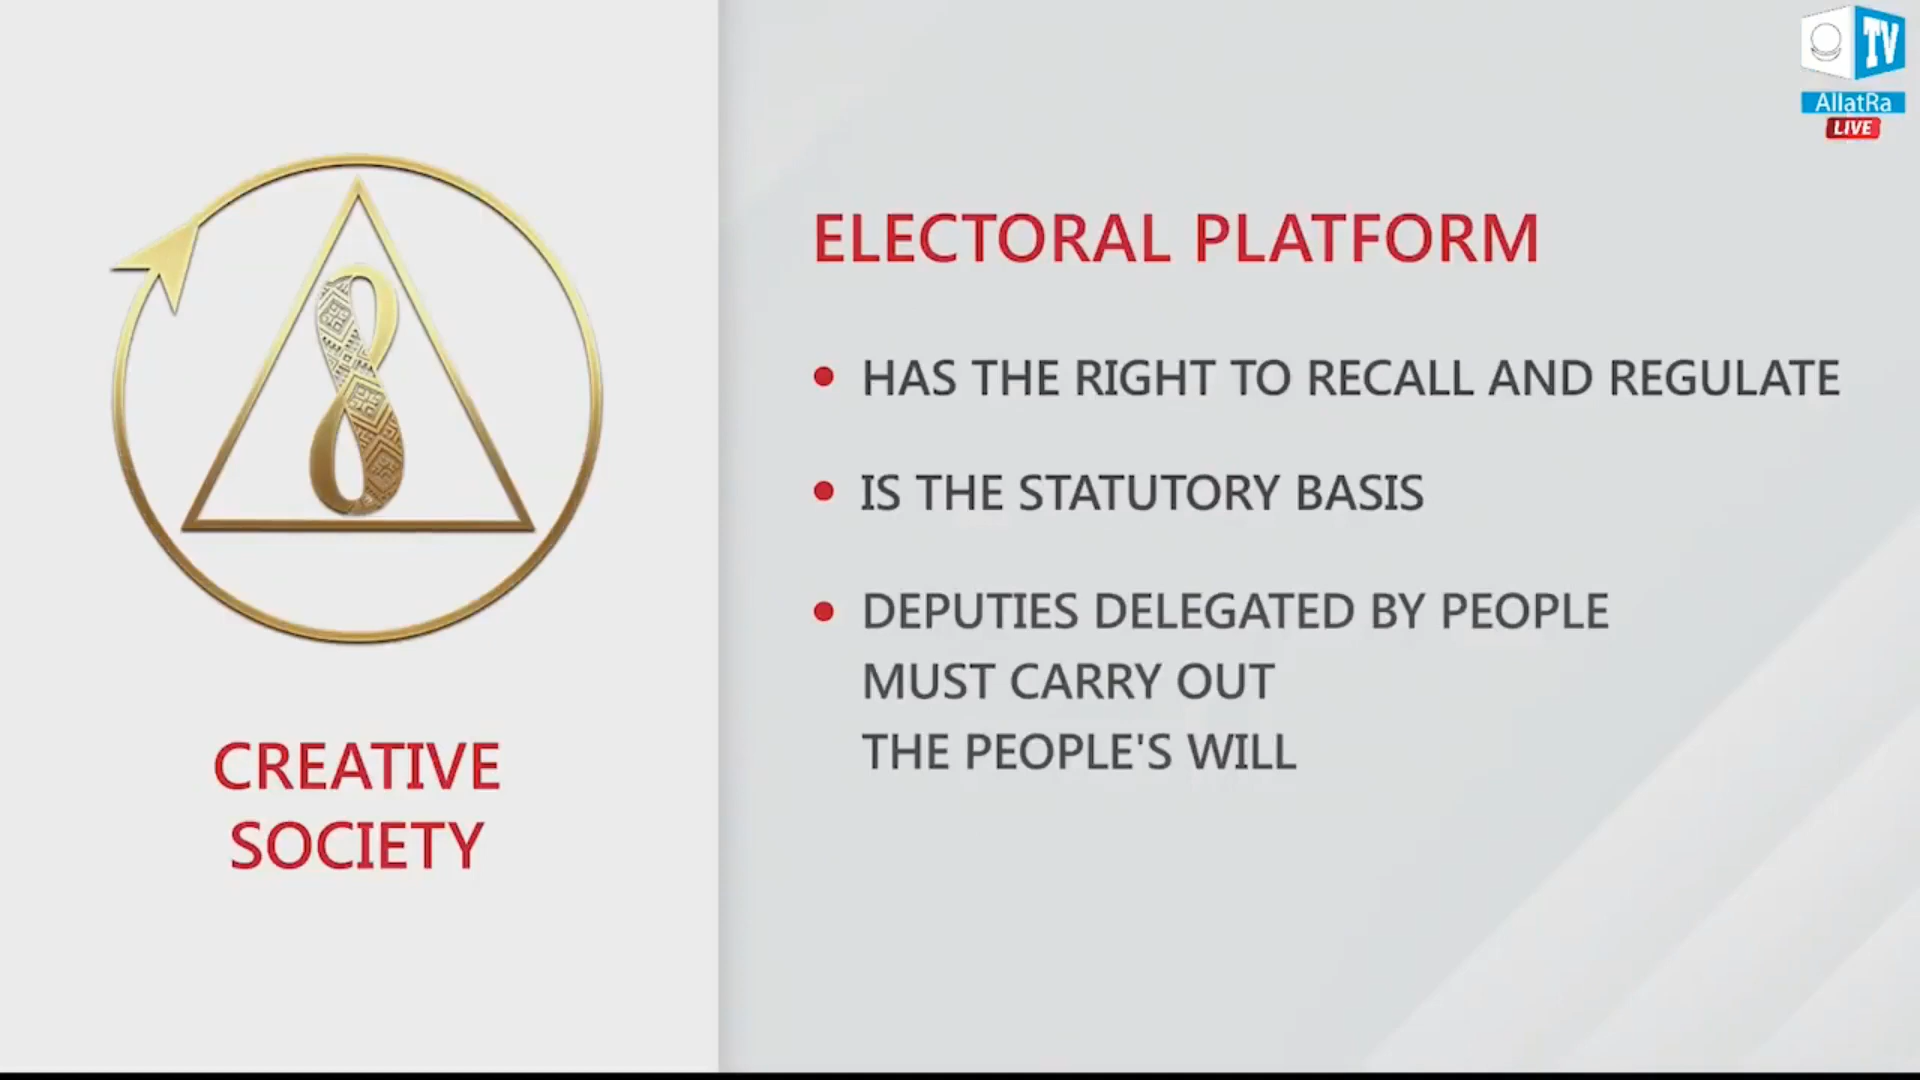 TV
AllatRa
LIVE
ELECTORAL PLATFORM
• HAS THE RIGHT TO RECALL AND REGULATE
• IS THE STATUTORY BASIS
• DEPUTIES DELEGATED BY PEOPLE
MUST CARRY OUT
THE PEOPLE'S WILL
CREATIVE
SOCIETY